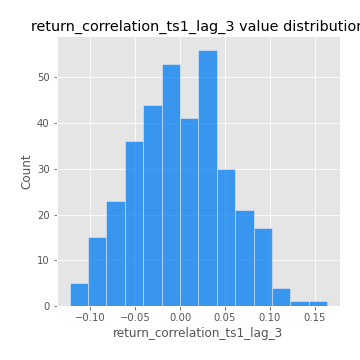 return_correlation_ts1_lag_3 value distribution
50
40
30
20
10
0
Count
−0.10 −0.05 0.00 0.05 0.10 0.15
return_correlation_ts1_lag_3